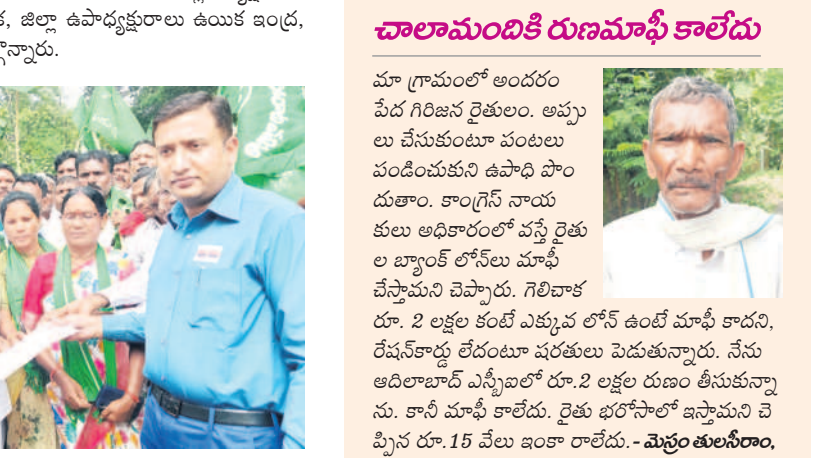 జిల్లా ఉపాధ్యక్షురాలు ఉయిక ఇంద్ర,
చాలామందికి రుణమాఫీ కాలేదు
మా గ్రామంలో అందరం
పేద గిరిజన రైతులం. అప్పు
లు చేసుకుంటూ పంటలు
పండించుకుని ఉపాధి పొం
దుతాం. కాంగ్రెస్ నాయ
కులు అధికారంలో వస్తే రైతు
ల బ్యాంక్ లోన్‌లు మాఫీ
చేస్తామని చెప్పారు. గెలిచాక
రూ. 2 లక్షల కంటే ఎక్కువ లోన్ ఉంటే మాఫీ కాదని,
రేషన్‌కార్డు లేదంటూ షరతులు పెడుతున్నారు. నేను
ఆదిలాబాద్ ఎస్బీఐలో రూ.2 లక్షల రుణం తీసుకున్నా
ను. కానీ మాఫీ కాలేదు. రైతు భరోసాలో ఇస్తామని చె
ప్పిన రూ.15 వేలు ఇంకా రాలేదు.- మెస్రం తులసీరాం,